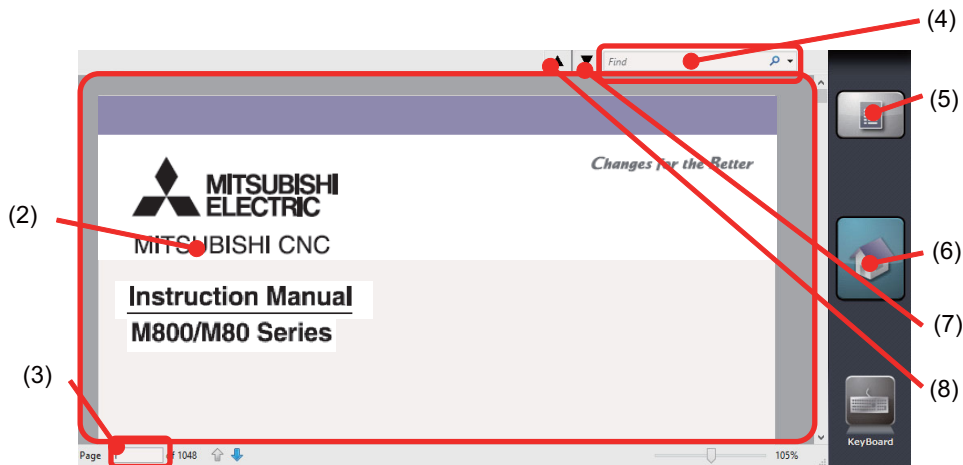 (4)
Find
(5)
Changes for the Better
MITSUBISHI
ELECTRIC
(2)
MITSUBISHI CNC
(6)
Instruction Manual
M800/M80 Series
(7)
(3)
(8)
KeyBoard
Page of 1048 105%